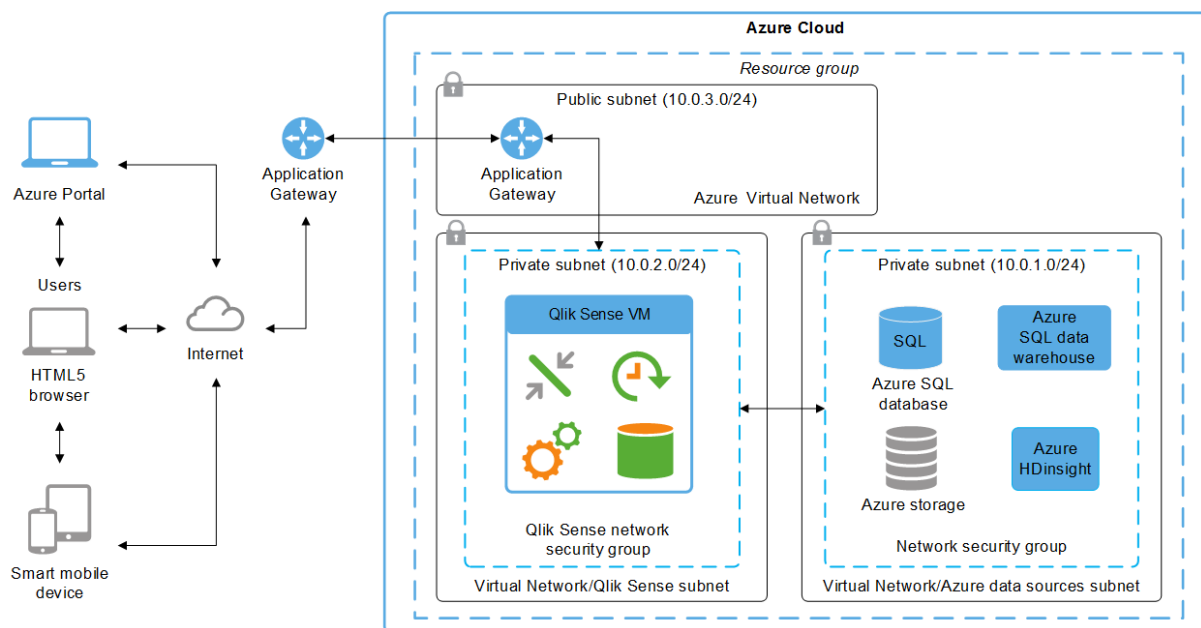 Azure Cloud
Resource group
Public subnet (10.0.3.0/24)
Azure Portal
Application
Gateway
Application
Gateway
Azure Virtual Network
Users
Internet
HTML5
browser
Smart mobile
device
Private subnet (10.0.2.0/24)
Qlik Sense VM
Qlik Sense network
security group
Virtual Network/Qlik Sense subnet
Private subnet (10.0.1.0/24)
SQL
Azure SQL
database
Azure
SQL data
warehouse
Azure storage
Azure
HDinsight
Network security group
Virtual Network/Azure data sources subnet